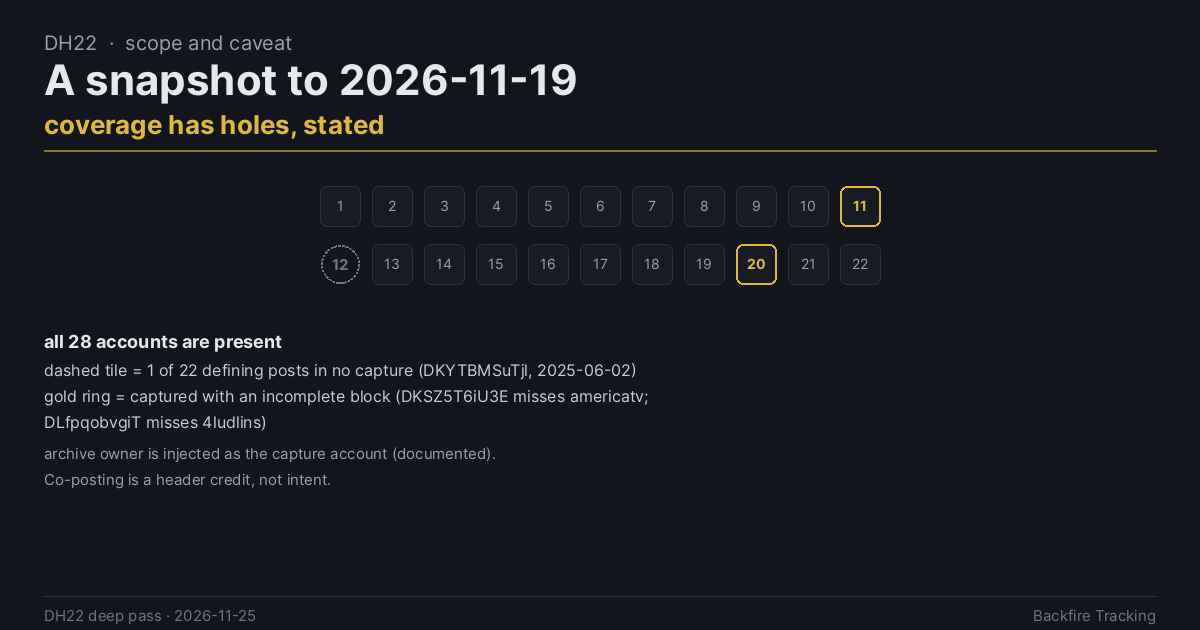 DH22 · scope and caveat
A snapshot to 2026-11-19
coverage has holes, stated
1 2 3 4 5 6 7 8 9 10 11
12 13 14 15 16 17 18 19 20 21 22
all 28 accounts are present
dashed tile = 1 of 22 defining posts in no capture (DKYTBMSuTjl, 2025-06-02)
gold ring = captured with an incomplete block (DKSZ5T6iU3E misses americatv;
DLfpqobvgiT misses 4ludlins)
archive owner is injected as the capture account (documented).
Co-posting is a header credit, not intent.
DH22 deep pass · 2026-11-25
Backfire Tracking